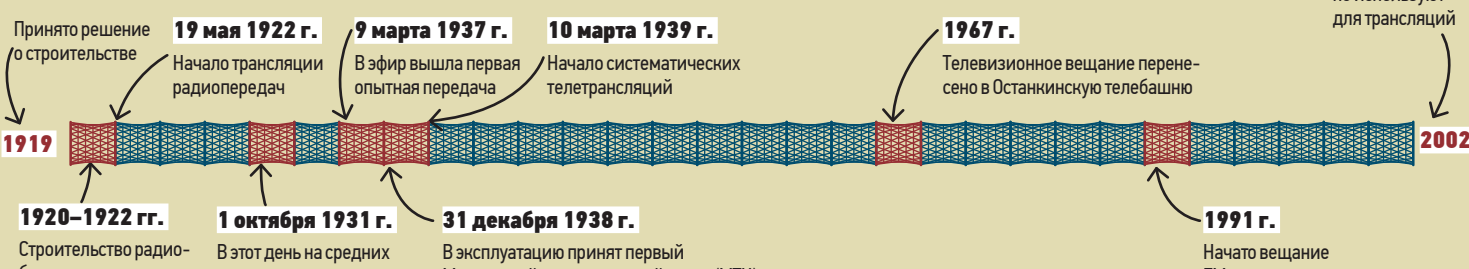 для трансляций
Принято решение
о строительстве
19 мая 1922 г.
Начало трансляции
радиопередач
9 марта 1937 г.
В эфир вышла первая
опытная передача
10 марта 1939 г.
Начало систематических
телетрансляций
1967 г.
Телевизионное вещание перене-
сено в Останкинскую телебашню
1919
2002
1920–1922 гг.
Строительство радио-
1 октября 1931 г.
В этот день на средних
31 декабря 1938 г.
В эксплуатацию принят первый
1991 г.
Начато вещание